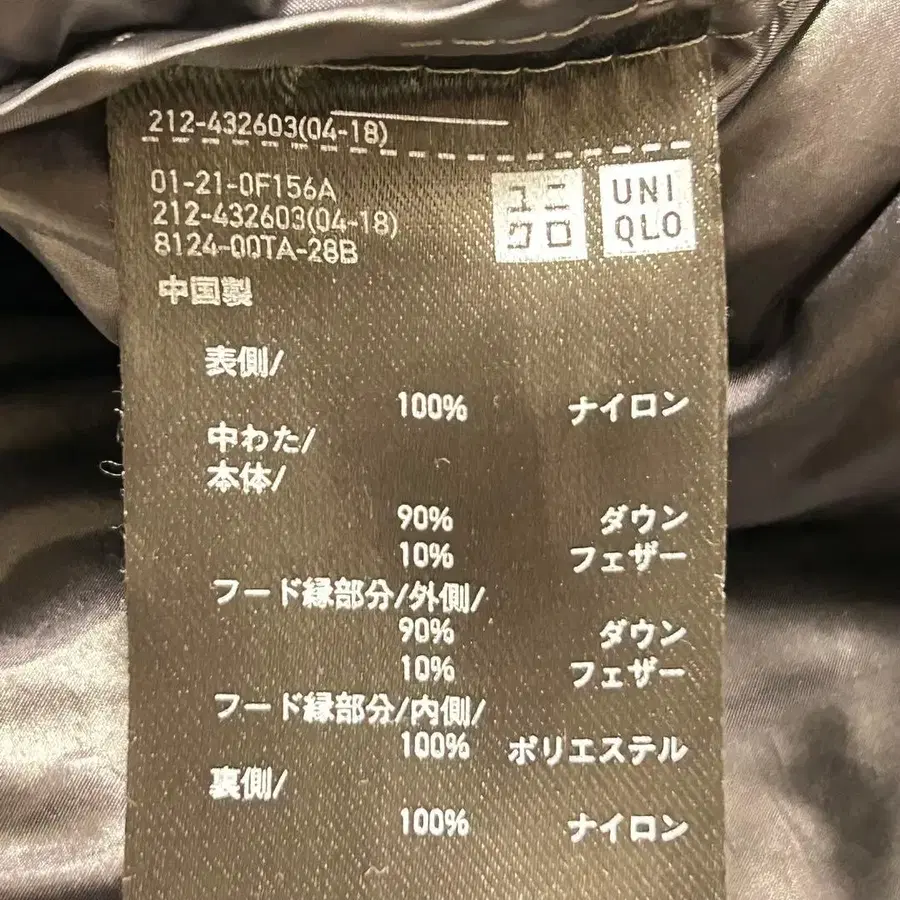 212-432603(04-18)
01-21-0F156A
212-432603(04-18)
8124-00TA-28B
ユニクロ
UNIQLO
中国製
表側/
100% ナイロン
中わた/
本体/
90% ダウン
10% フェザー
フード縁部分/外側/
90% ダウン
10% フェザー
フード縁部分/内側/
100% ポリエステル
裏側/
100% ナイロン